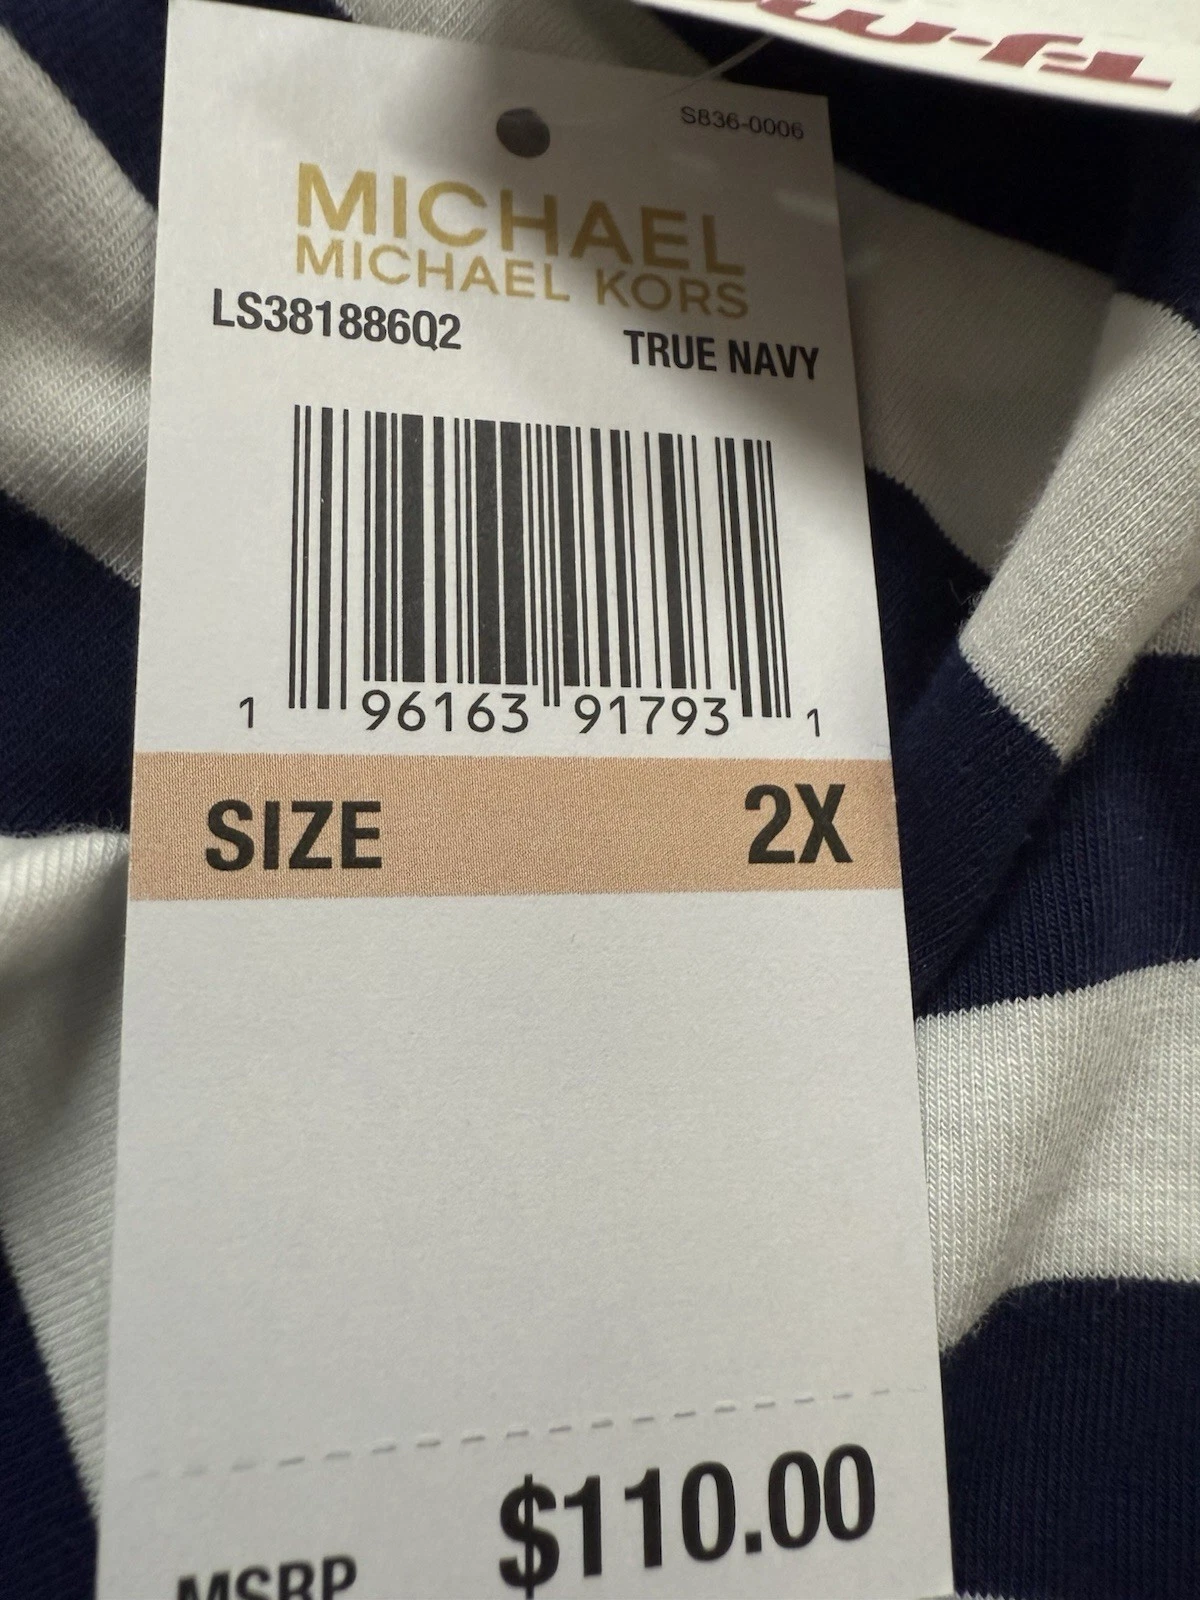 S836-0006
MICHAEL
MICHAEL KORS
LS381886Q2 TRUE NAVY
1 96163 91793 1
SIZE 2X
$110.00
MSRP